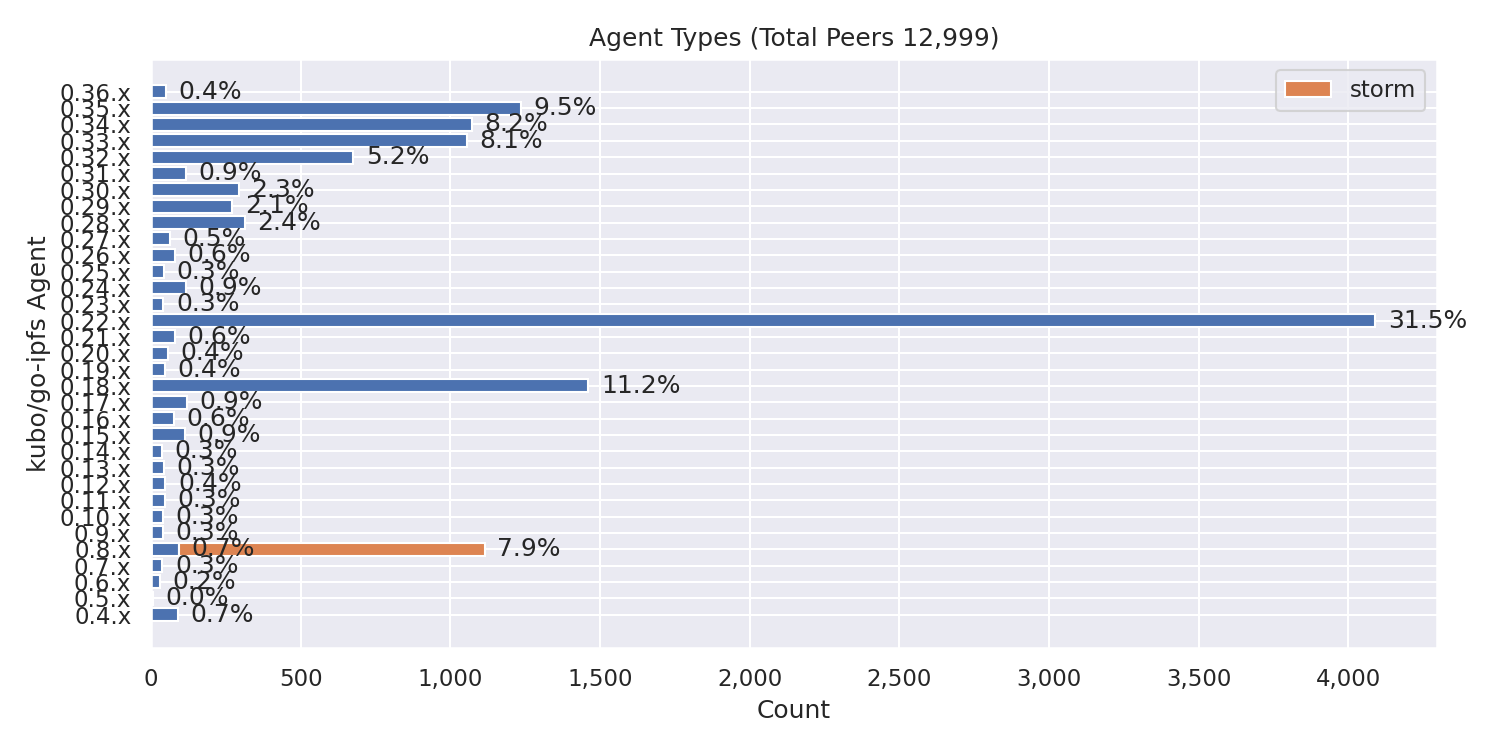 Agent Types (Total Peers 12,999)
storm
kubo/go-ipfs Agent
0.36.x 0.4%
0.35.x 9.5%
0.34.x 8.2%
0.33.x 8.1%
0.32.x 5.2%
0.31.x 0.9%
0.30.x 2.3%
0.29.x 2.1%
0.28.x 2.4%
0.27.x 0.5%
0.26.x 0.6%
0.25.x 0.3%
0.24.x 0.9%
0.23.x 0.3%
0.22.x 31.5%
0.21.x 0.6%
0.20.x 0.4%
0.19.x 0.4%
0.18.x 11.2%
0.17.x 0.9%
0.16.x 0.6%
0.15.x 0.9%
0.14.x 0.3%
0.13.x 0.3%
0.12.x 0.4%
0.11.x 0.3%
0.10.x 0.3%
0.9.x 0.3%
0.8.x 0.7% 7.9%
0.7.x 0.3%
0.6.x 0.2%
0.5.x 0.0%
0.4.x 0.7%
0 500 1,000 1,500 2,000 2,500 3,000 3,500 4,000
Count